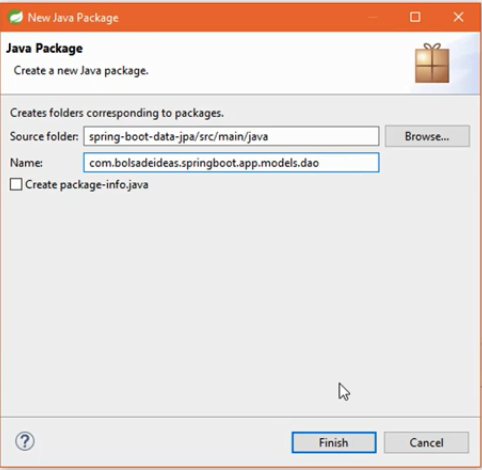 New Java Package
Java Package
Create a new Java package.
Creates folders corresponding to packages.
Source folder: spring-boot-data-jpa/src/main/java Browse...
Name: com.bolsadeideas.springboot.app.models.dao
Create package-info.java
? Finish Cancel